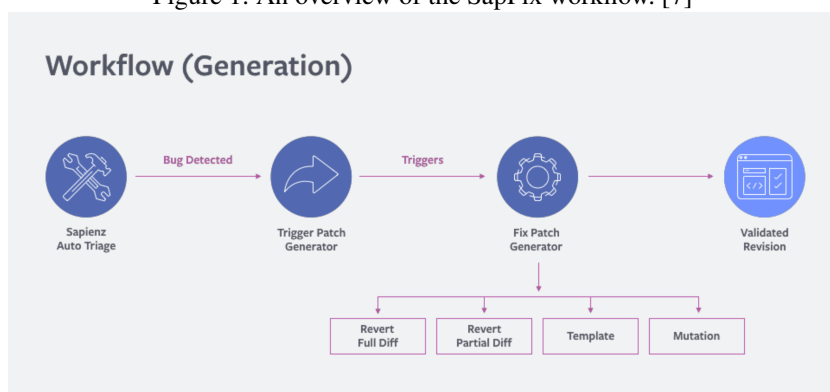 Figure 1: An overview of the SapFix workflow. [7]
Workflow (Generation)
Bug Detected
Triggers
Sapienz
Auto Triage
Trigger Patch
Generator
Fix Patch
Generator
Validated
Revision
Revert
Full Diff
Revert
Partial Diff
Template
Mutation